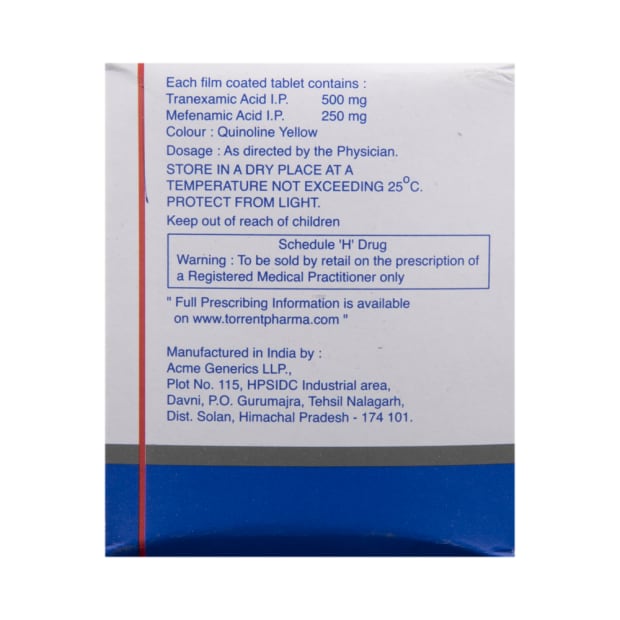 Each film coated tablet contains :
Tranexamic Acid I.P. 500 mg
Mefenamic Acid I.P. 250 mg
Colour : Quinoline Yellow
Dosage : As directed by the Physician.
STORE IN A DRY PLACE AT A
TEMPERATURE NOT EXCEEDING 25°C.
PROTECT FROM LIGHT.
Keep out of reach of children
Schedule 'H' Drug
Warning : To be sold by retail on the prescription of
a Registered Medical Practitioner only
" Full Prescribing Information is available
on www.torrentpharma.com "
Manufactured in India by :
Acme Generics LLP.,
Plot No. 115, HPSIDC Industrial area,
Davni, P.O. Gurumajra, Tehsil Nalagarh,
Dist. Solan, Himachal Pradesh - 174 101.